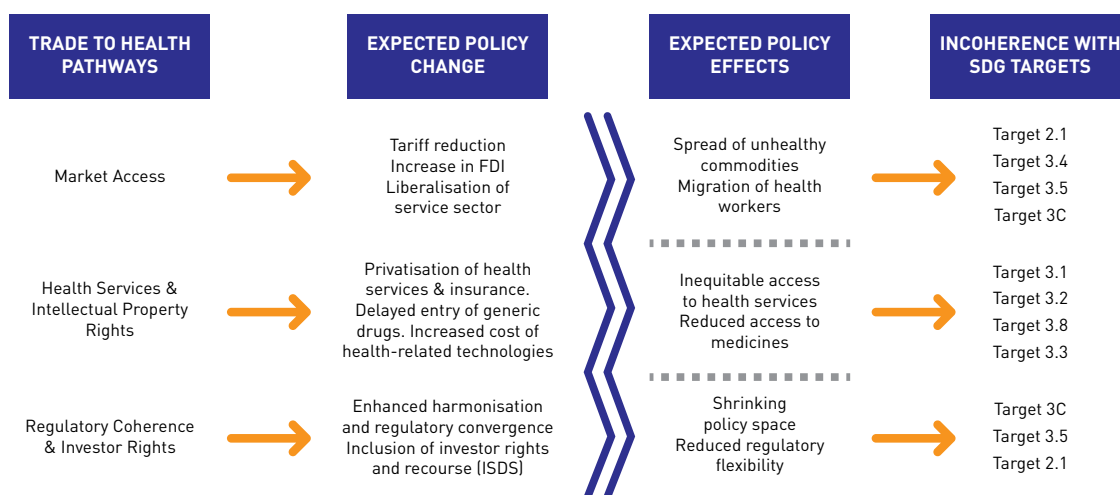 TRADE TO HEALTH
PATHWAYS
EXPECTED POLICY
CHANGE
EXPECTED POLICY
EFFECTS
INCOHERENCE WITH
SDG TARGETS
Market Access
Tariff reduction
Increase in FDI
Liberalisation of
service sector
Spread of unhealthy
commodities
Migration of health
workers
Target 2.1
Target 3.4
Target 3.5
Target 3C
Health Services &
Intellectual Property
Rights
Privatisation of health
services & insurance.
Delayed entry of generic
drugs. Increased cost of
health-related technologies
Inequitable access
to health services
Reduced access to
medicines
Target 3.1
Target 3.2
Target 3.8
Target 3.3
Regulatory Coherence
& Investor Rights
Enhanced harmonisation
and regulatory convergence
Inclusion of investor rights
and recourse (ISDS)
Shrinking
policy space
Reduced regulatory
flexibility
Target 3C
Target 3.5
Target 2.1